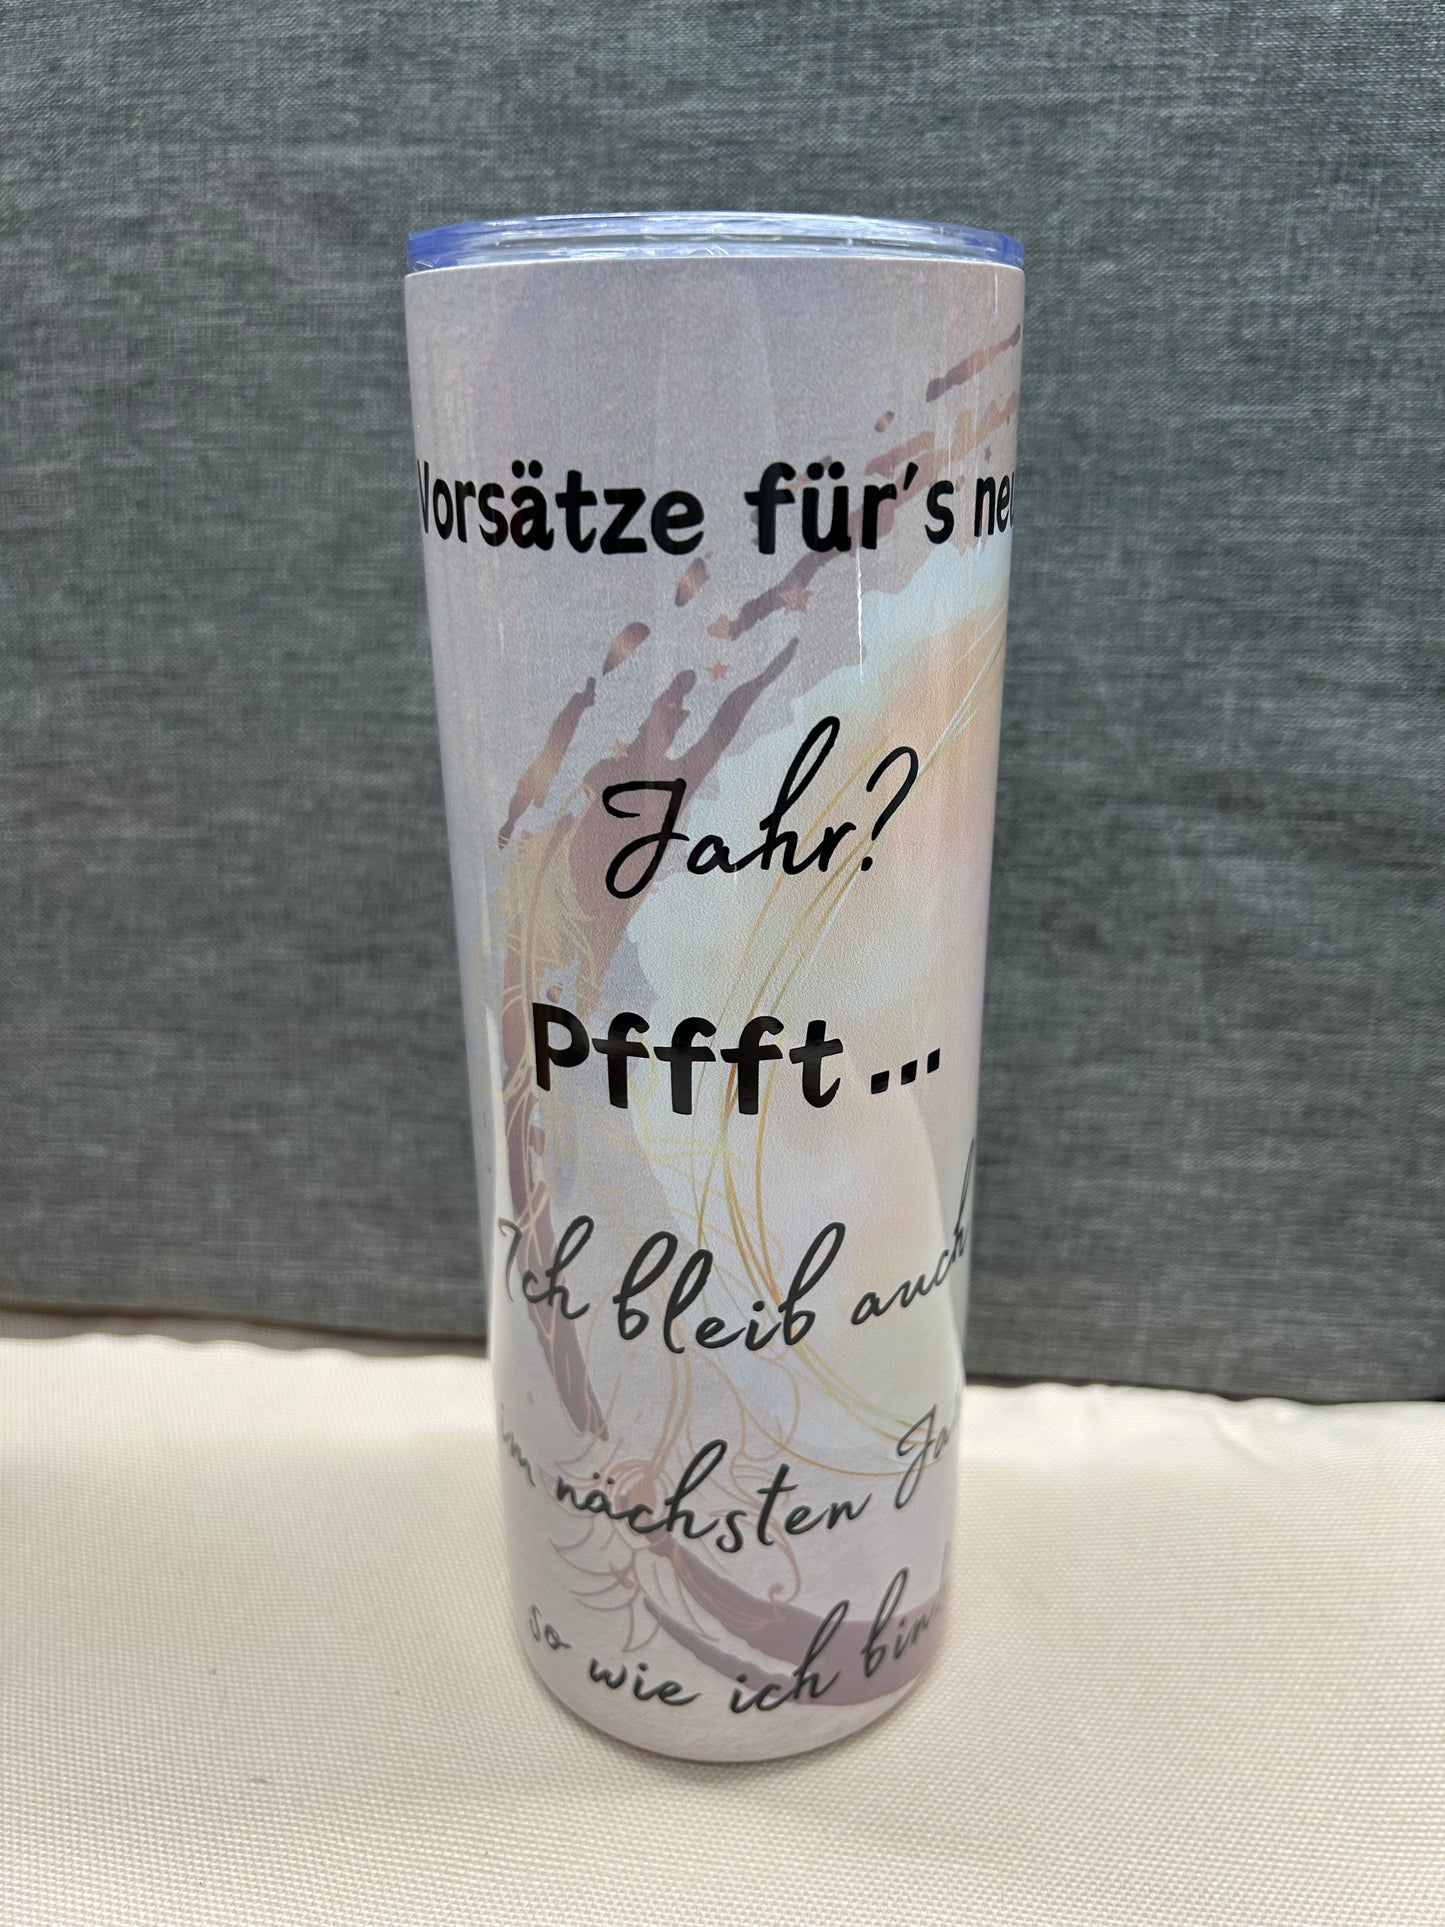 Vorsätze für's neu
Jahr?
Pffft...
Ich bleib auch
im nächsten Ja
so wie ich bin.